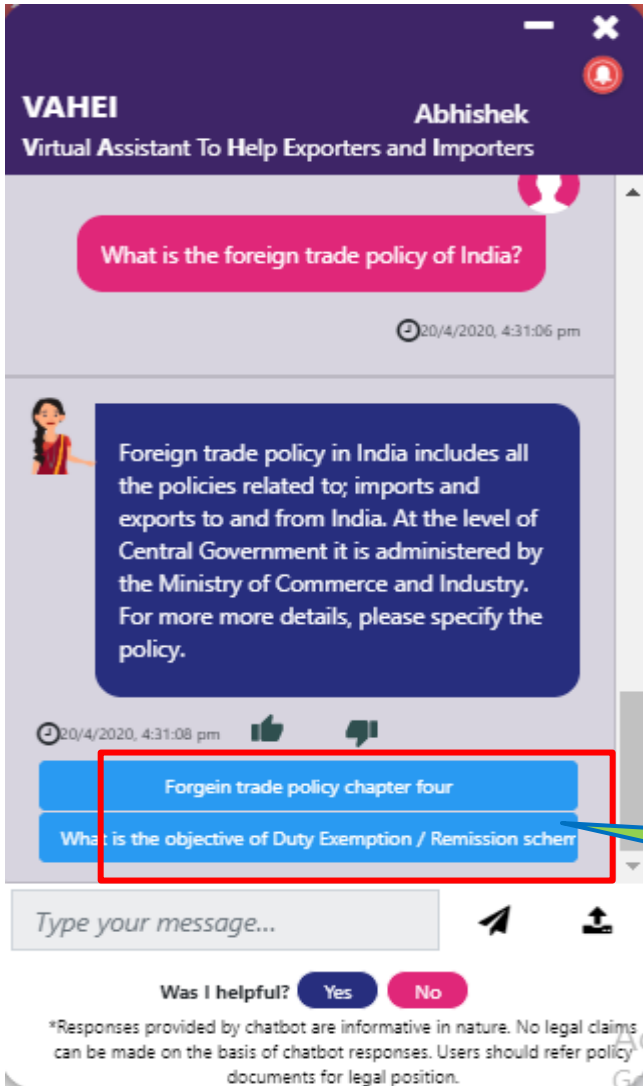 VAHEI
Abhishek
Virtual Assistant To Help Exporters and Importers
What is the foreign trade policy of India?
20/4/2020, 4:31:06 pm
Foreign trade policy in India includes all
the policies related to; imports and
exports to and from India. At the level of
Central Government it is administered by
the Ministry of Commerce and Industry.
For more more details, please specify the
policy.
20/4/2020, 4:31:08 pm
Forgein trade policy chapter four
What is the objective of Duty Exemption / Remission schem
Type your message...
Was I helpful? Yes No
*Responses provided by chatbot are informative in nature. No legal claims
can be made on the basis of chatbot responses. Users should refer policy
documents for legal position.